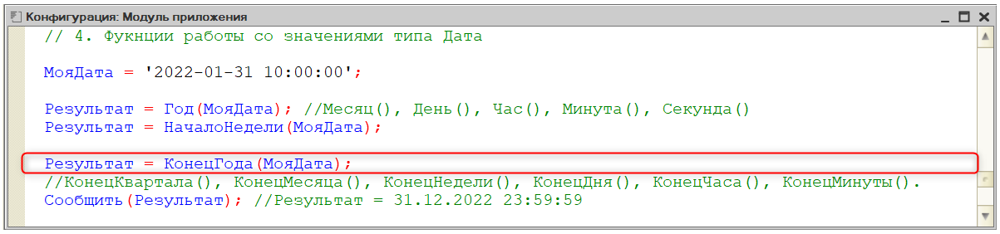 Конфигурация: Модуль приложения
// 4. Фукнции работы со значениями типа Дата
МояДата = '2022-01-31 10:00:00';
Результат = Год(МояДата); //Месяц(), День(), Час(), Минута(), Секунда()
Результат = НачалоНедели(МояДата);
Результат = КонецГода(МояДата);
//КонецКвартала(), КонецМесяца(), КонецНедели(), КонецДня(), КонецЧаса(), КонецМинуты().
Сообщить(Результат); //Результат = 31.12.2022 23:59:59